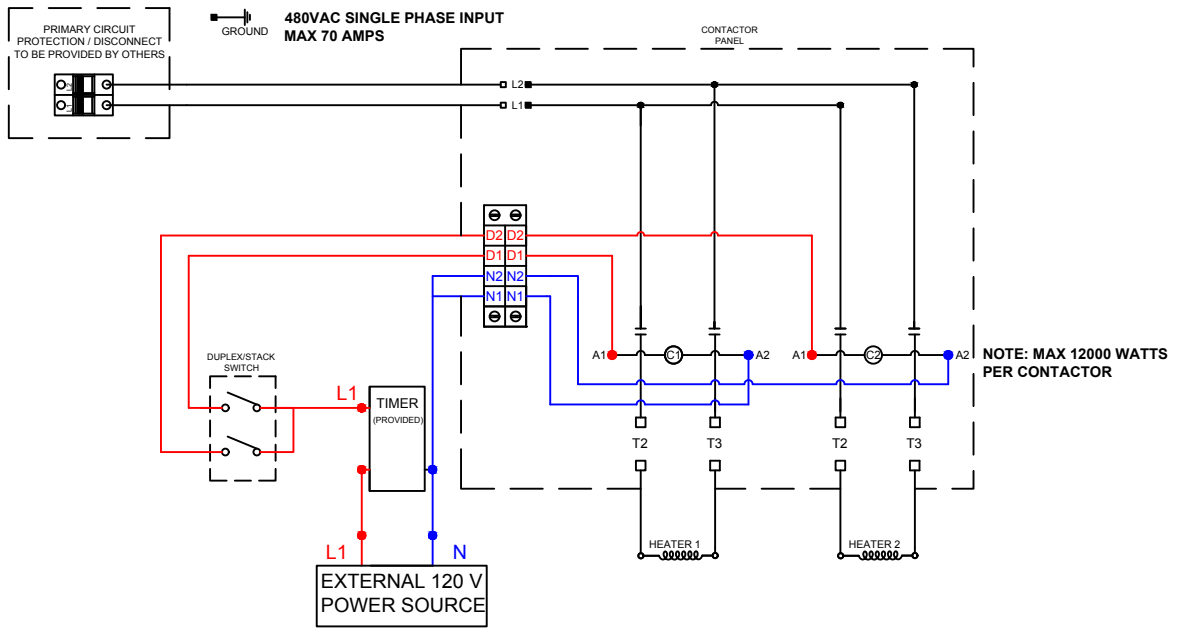 PRIMARY CIRCUIT
PROTECTION / DISCONNECT
TO BE PROVIDED BY OTHERS
L2
L1
GROUND
480VAC SINGLE PHASE INPUT
MAX 70 AMPS
CONTACTOR
PANEL
L2
L1
D2 D2
D1 D1
N2 N2
N1 N1
A1 C1 A2
A1 C2 A2
NOTE: MAX 12000 WATTS
PER CONTACTOR
DUPLEX/STACK
SWITCH
L1
TIMER
(PROVIDED)
T2 T3 T2 T3
HEATER 1
HEATER 2
L1 N
EXTERNAL 120 V
POWER SOURCE